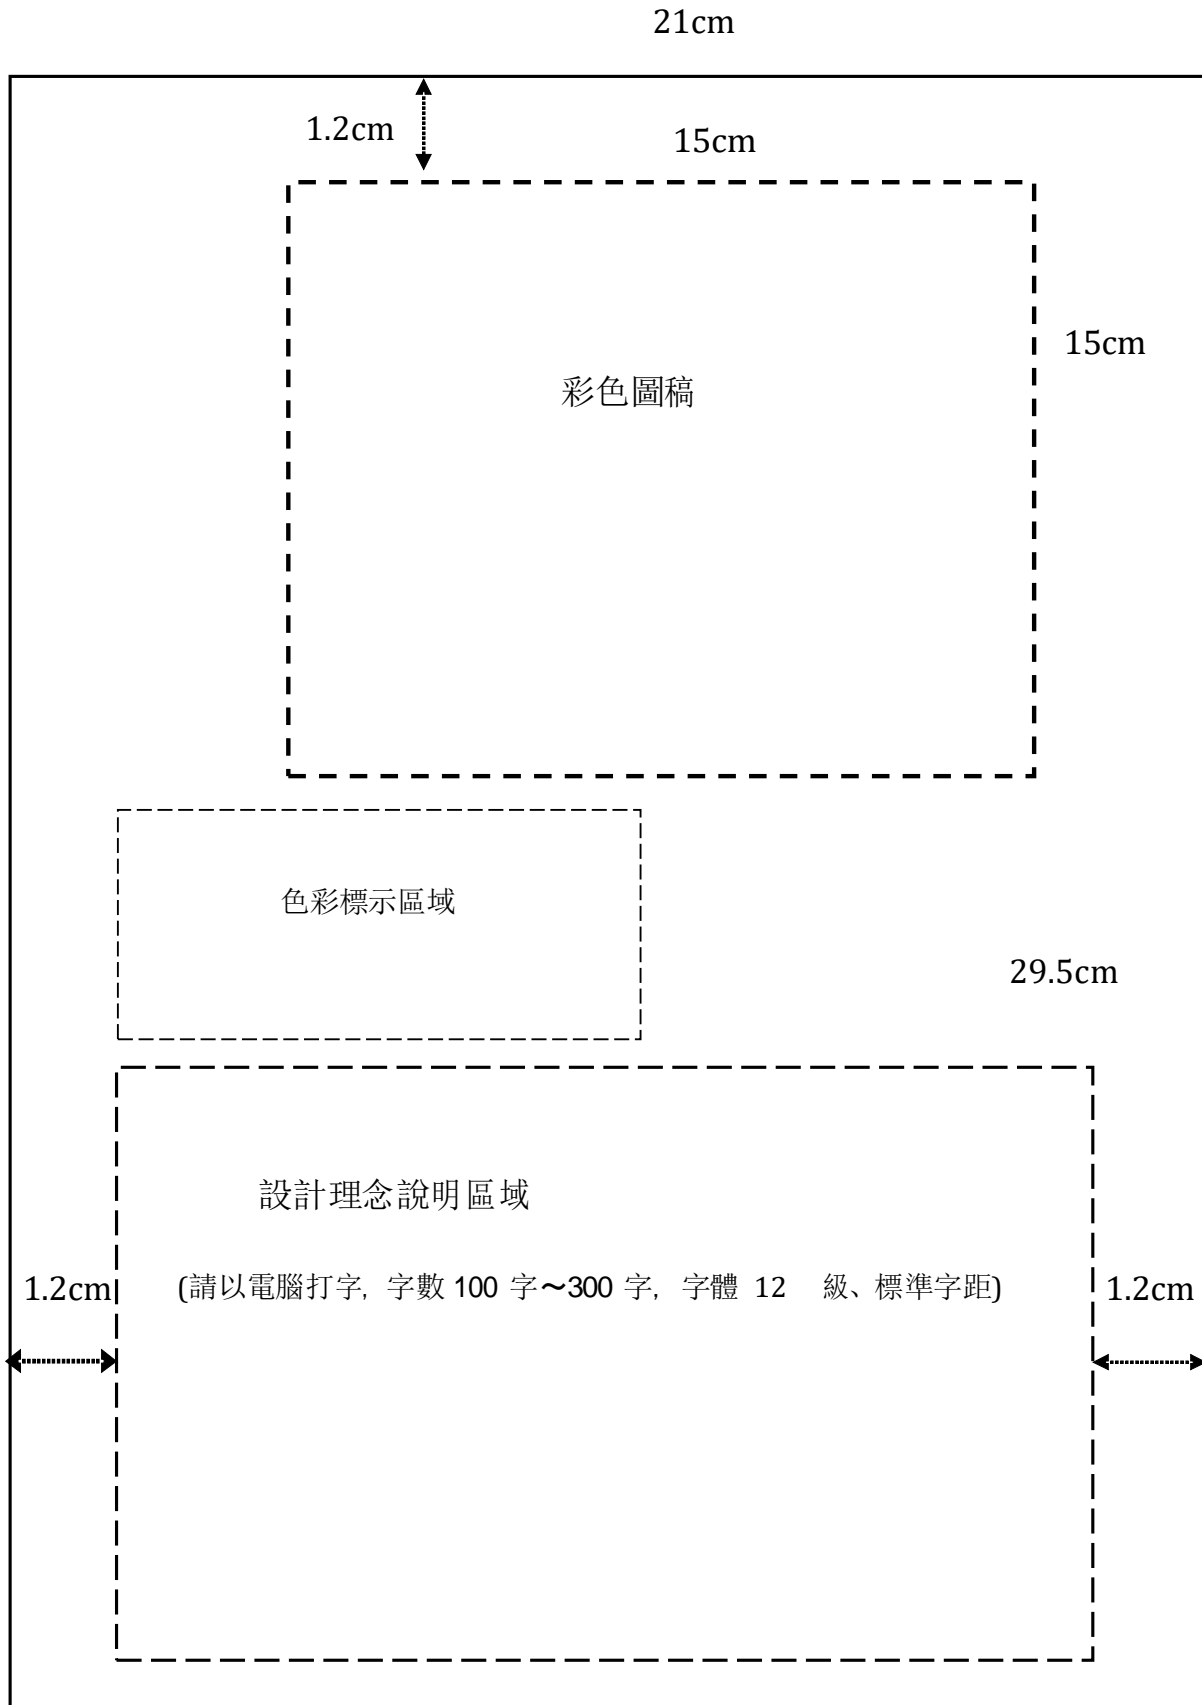 21cm
1.2cm
15cm
15cm
彩色圖稿
色彩標示區域
29.5cm
設計理念說明區域
1.2cm
(請以電腦打字, 字數 100 字～300 字, 字體 12 級、標準字距)
1.2cm